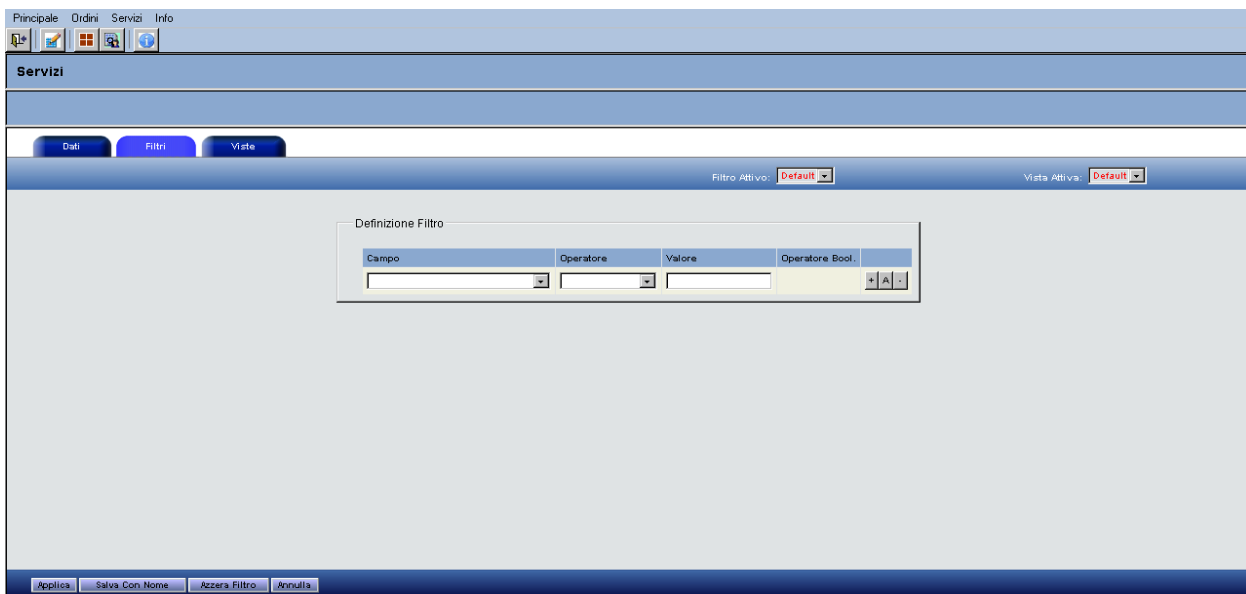 Principale Ordini Servizi Info
Servizi
Dati Filtri Viste
Filtro Attivo: Default Vista Attiva: Default
Definizione Filtro
Campo Operatore Valore Operatore Bool.
+ A -
Applica Salva Con Nome Azzera Filtro Annulla